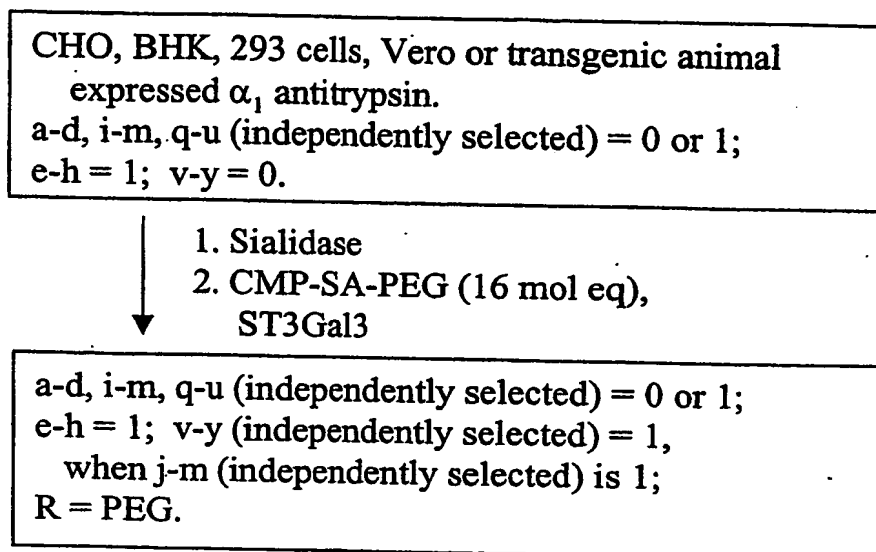 CHO, BHK, 293 cells, Vero or transgenic animal
expressed α₁ antitrypsin.
a-d, i-m, q-u (independently selected) = 0 or 1;
e-h = 1; v-y = 0.
1. Sialidase
2. CMP-SA-PEG (16 mol eq),
ST3Gal3
a-d, i-m, q-u (independently selected) = 0 or 1;
e-h = 1; v-y (independently selected) = 1,
when j-m (independently selected) is 1;
R = PEG.